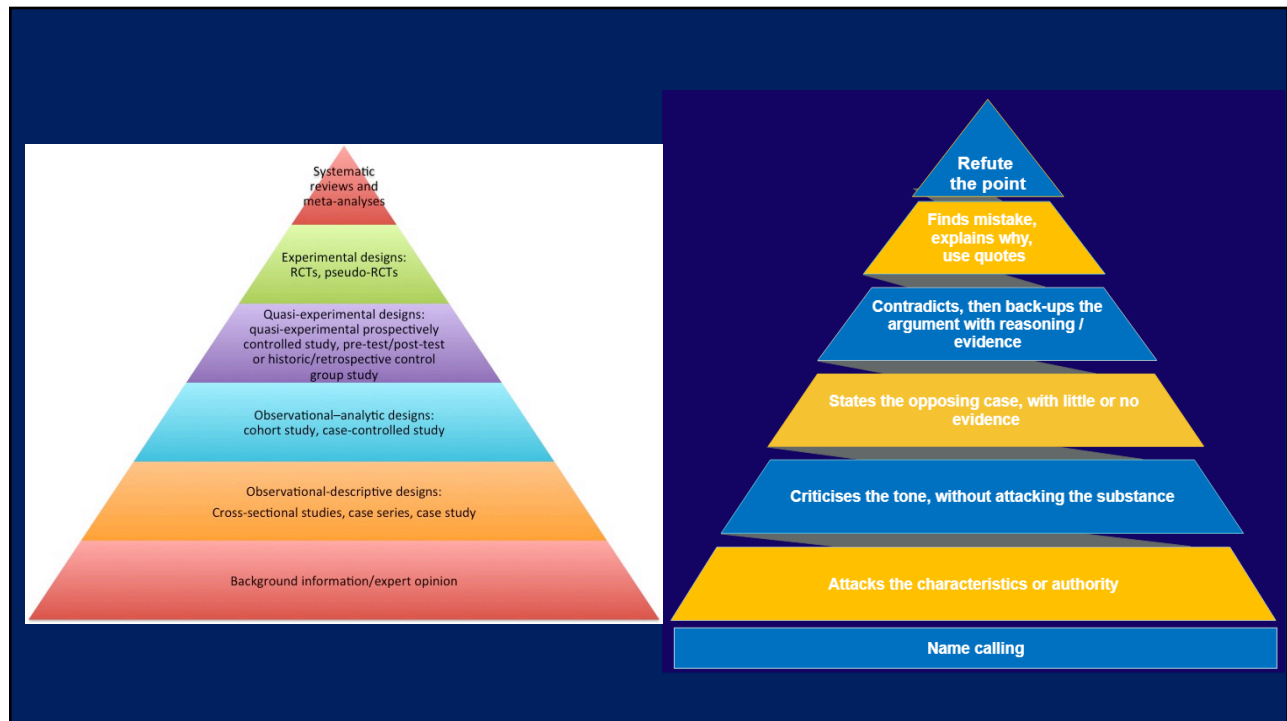 Systematic
reviews and
meta-analyses
Experimental designs:
RCTs, pseudo-RCTs
Quasi-experimental designs:
quasi-experimental prospectively
controlled study, pre-test/post-test
or historic/retrospective control
group study
Observational–analytic designs:
cohort study, case-controlled study
Observational-descriptive designs:
Cross-sectional studies, case series, case study
Background information/expert opinion
Refute
the point
Finds mistake,
explains why,
use quotes
Contradicts, then back-ups the
argument with reasoning /
evidence
States the opposing case, with little or no
evidence
Criticises the tone, without attacking the substance
Attacks the characteristics or authority
Name calling